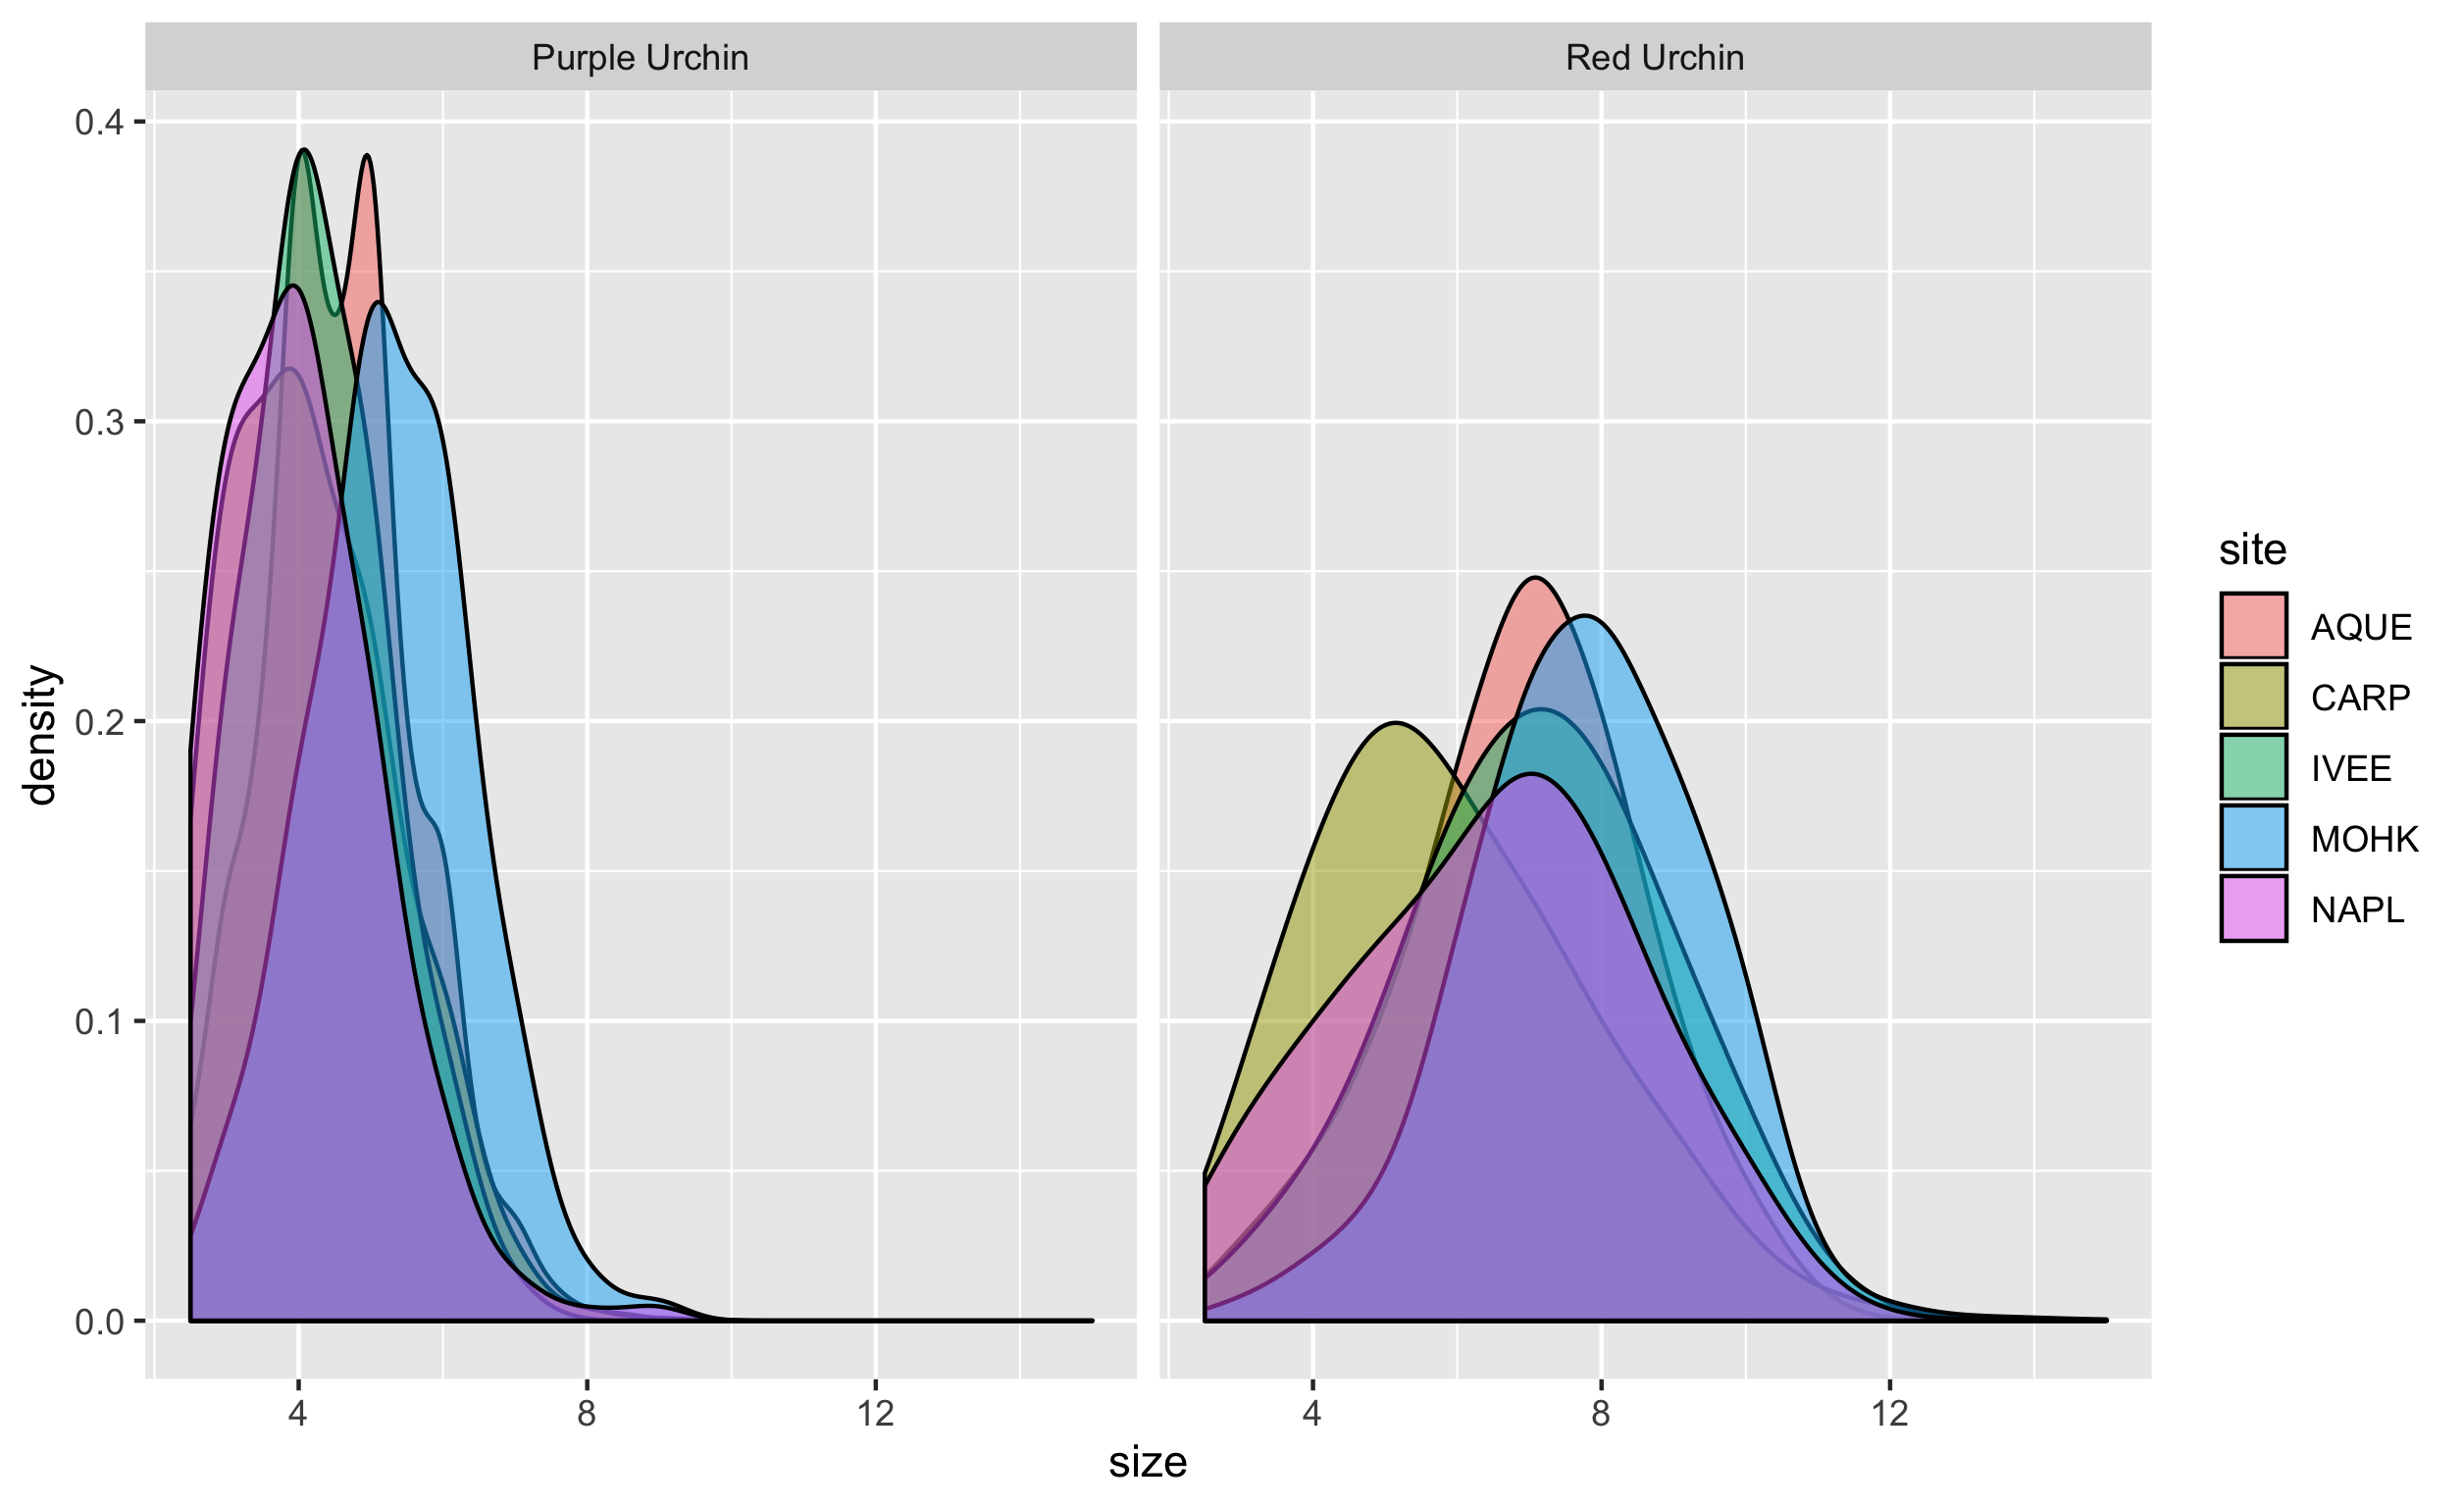 Purple Urchin
Red Urchin
0.4
0.3
0.2
0.1
0.0
density
4
8
12
4
8
12
size
site
AQUE
CARP
IVEE
MOHK
NAPL